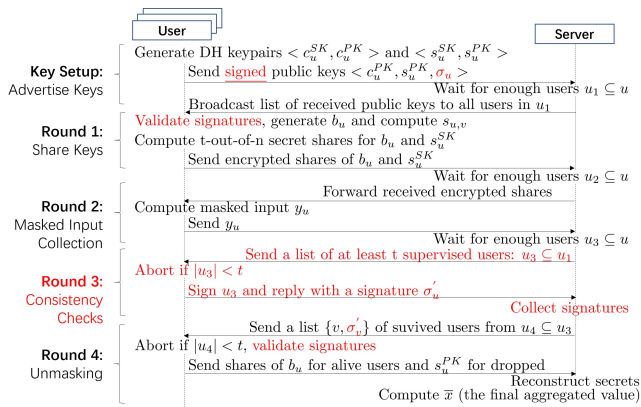 User
Server
Generate DH keypairs < c_u^{SK}, c_u^{PK} > and < s_u^{SK}, s_u^{PK} >
Key Setup:
Advertise Keys
Send signed public keys < c_u^{PK}, s_u^{PK}, σ_u >
Wait for enough users u_1 ⊆ u
Broadcast list of received public keys to all users in u_1
Round 1:
Share Keys
Validate signatures, generate b_u and compute s_{u,v}
Compute t-out-of-n secret shares for b_u and s_u^{SK}
Send encrypted shares of b_u and s_u^{SK}
Wait for enough users u_2 ⊆ u
Forward received encrypted shares
Round 2:
Masked Input
Collection
Compute masked input y_u
Send y_u
Wait for enough users u_3 ⊆ u
Send a list of at least t supervised users: u_3 ⊆ u_1
Round 3:
Consistency
Checks
Abort if |u_3| < t
Sign u_3 and reply with a signature σ_u^'
Collect signatures
Send a list {v, σ_v^'} of suvived users from u_4 ⊆ u_3
Round 4:
Unmasking
Abort if |u_4| < t, validate signatures
Send shares of b_u for alive users and s_u^{PK} for dropped
Reconstruct secrets
Compute x̅ (the final aggregated value)